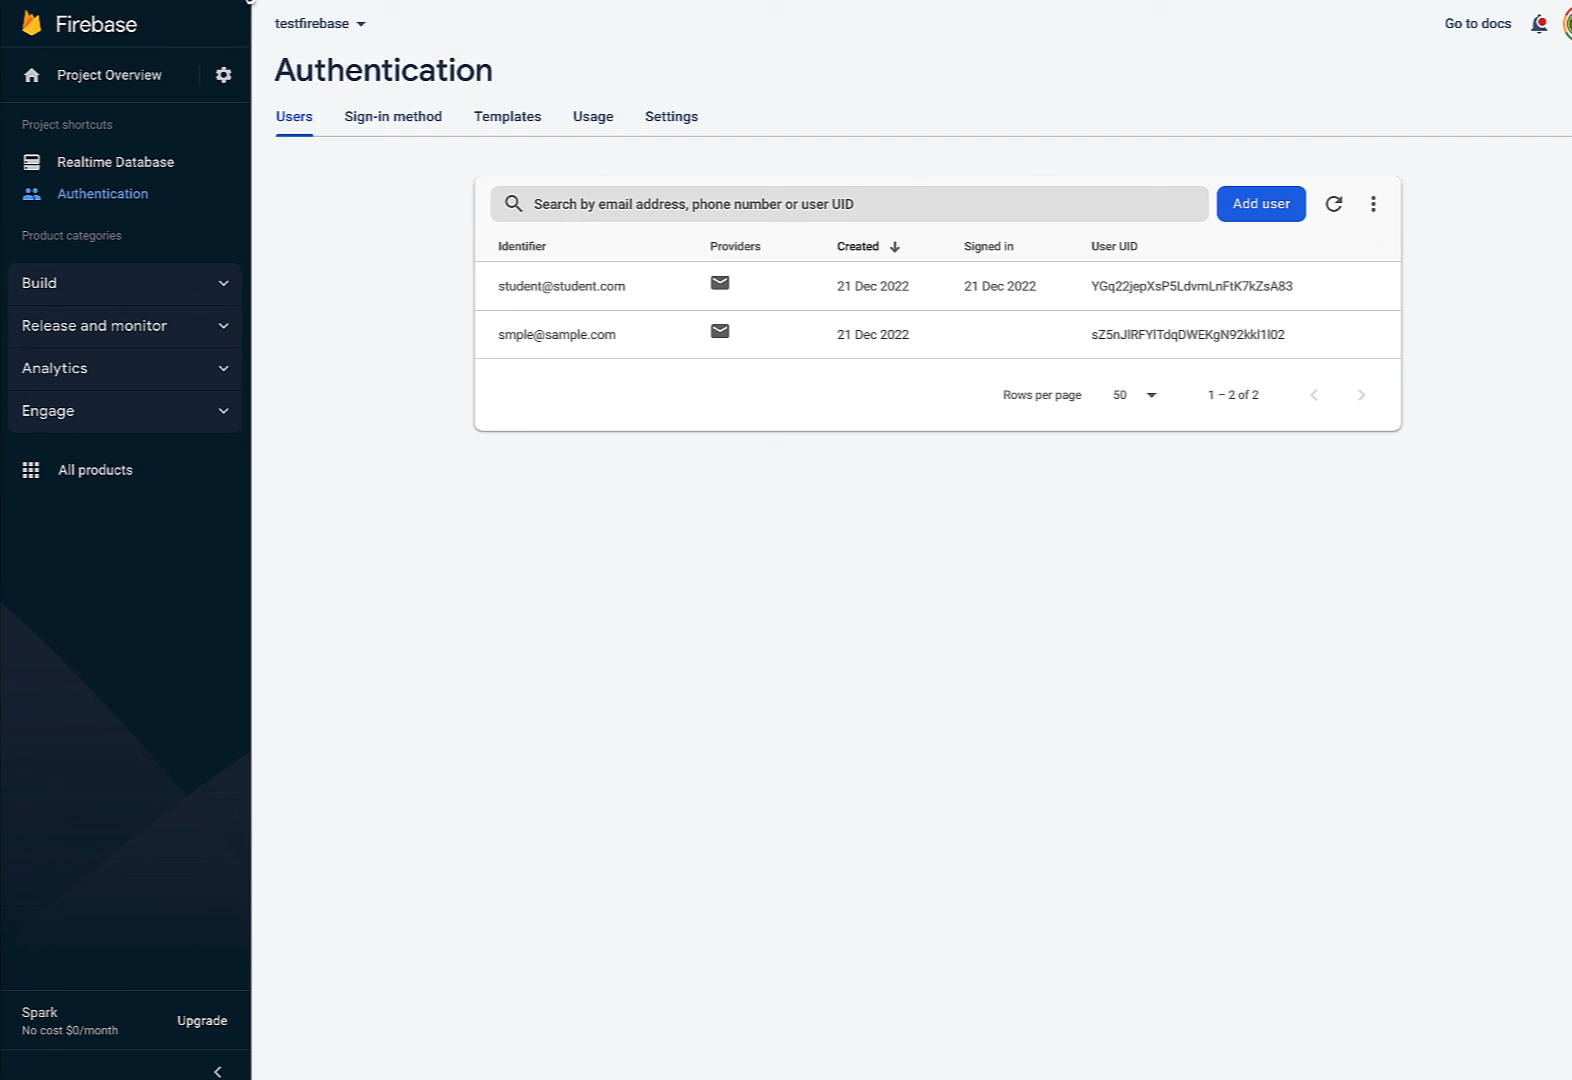 Firebase
testfirebase
Go to docs
Project Overview
Authentication
Users Sign-in method Templates Usage Settings
Project shortcuts
Realtime Database
Authentication
Product categories
Build
Release and monitor
Analytics
Engage
All products
Search by email address, phone number or user UID Add user
Identifier Providers Created Signed in User UID
student@student.com 21 Dec 2022 21 Dec 2022 YGq22jepXsP5LdvmLnFtK7kZsA83
smple@sample.com 21 Dec 2022 sZ5nJlRFYlTdqDWEKgN92kkl1l02
Rows per page 50 1 – 2 of 2
Spark
No cost $0/month
Upgrade